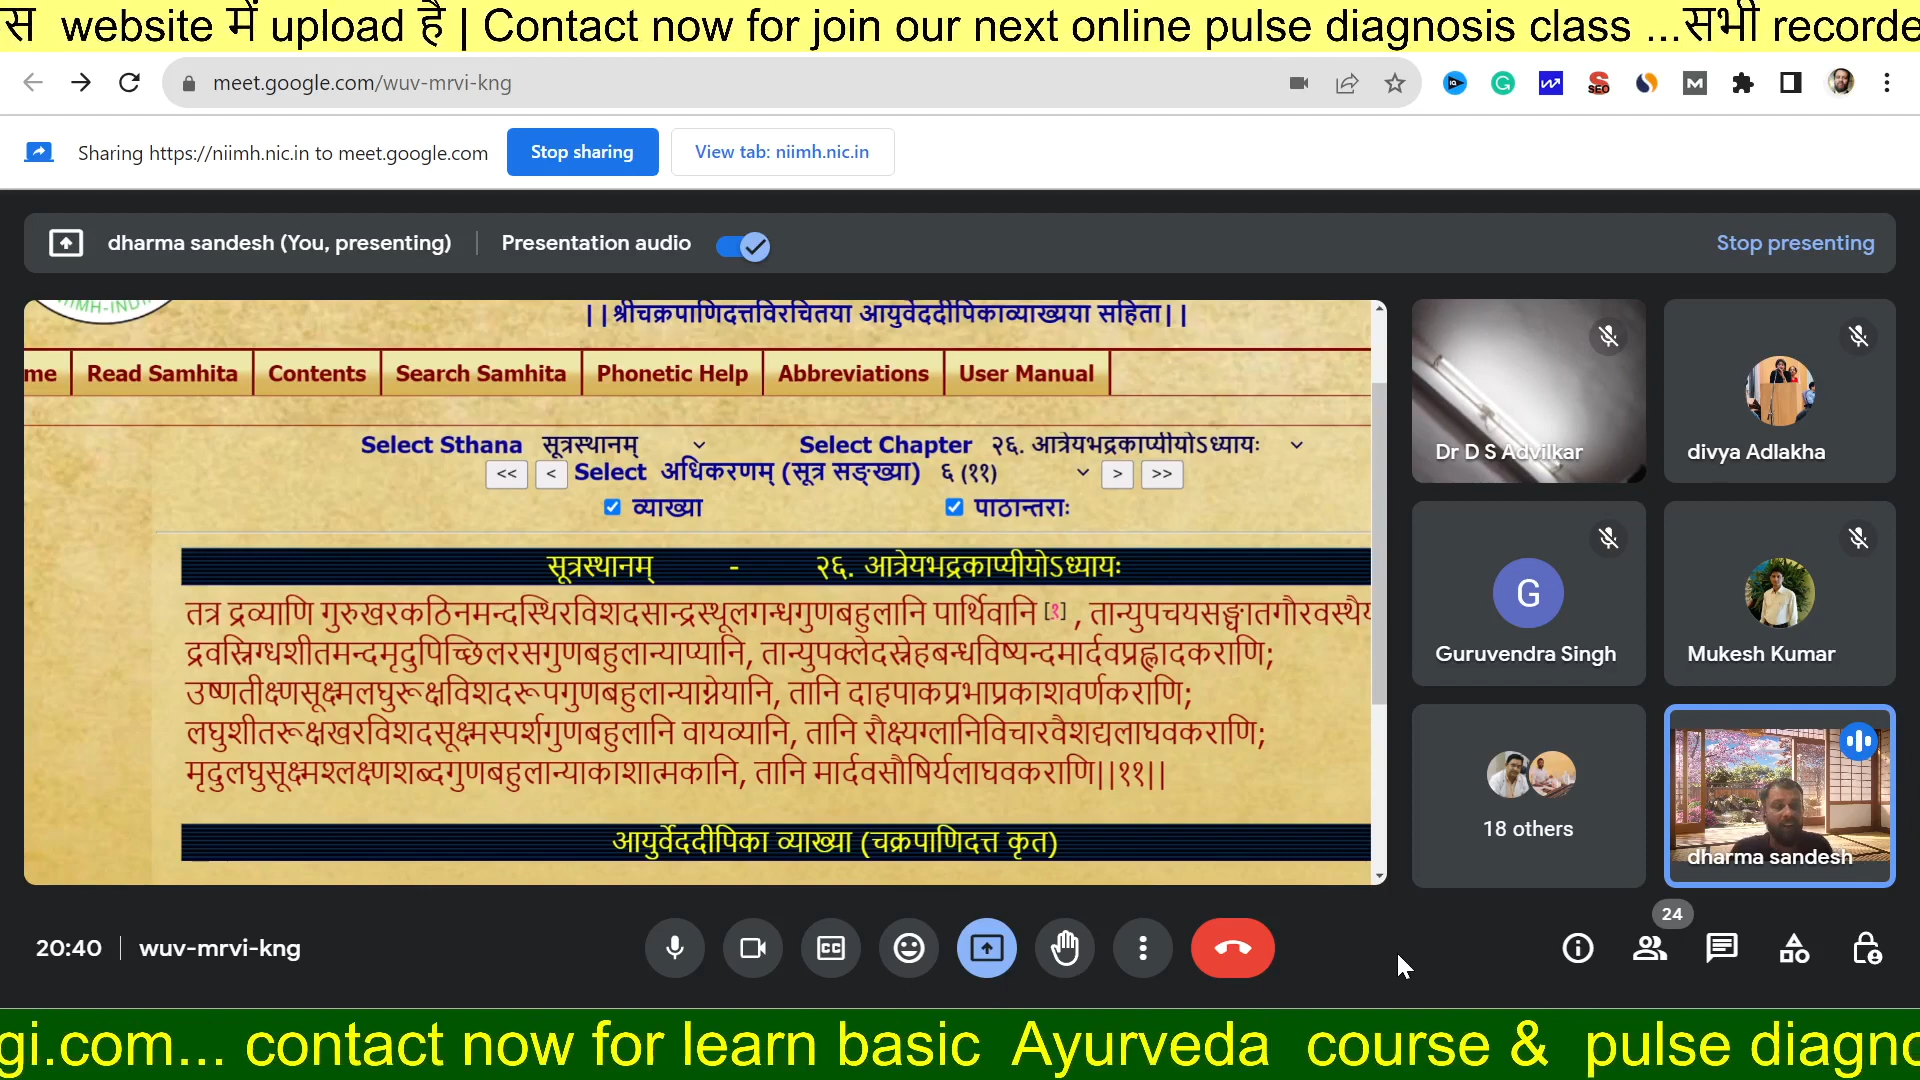 स website में upload है | Contact now for join our next online pulse diagnosis class ...सभी recorde
meet.google.com/wuv-mrvi-kng
Sharing https://niimh.nic.in to meet.google.com
Stop sharing
View tab: niimh.nic.in
dharma sandesh (You, presenting)
Presentation audio
Stop presenting
||श्रीचक्रपाणिदत्तविरचितया आयुर्वेददीपिकाव्याख्यया सहिता||
me
Read Samhita
Contents
Search Samhita
Phonetic Help
Abbreviations
User Manual
Select Sthana सूत्रस्थानम्
Select Chapter २६. आत्रेयभद्रकाप्यीयोऽध्यायः
<< < Select अधिकरणम् (सूत्र सङ्ख्या) ६ (११) > >>
व्याख्या
पाठान्तराः
सूत्रस्थानम् - २६. आत्रेयभद्रकाप्यीयोऽध्यायः
तत्र द्रव्याणि गुरुखरकठिनमन्दस्थिरविशदसान्द्रस्थूलगन्धगुणबहुलानि पार्थिवानि [१] , तान्युपचयसङ्घातगौरवस्थैय
द्रवस्निग्धशीतमन्दमृदुपिच्छिलरसगुणबहुलान्याप्यानि, तान्युपक्लेदस्नेहबन्धविष्यन्दमार्दवप्रह्लादकराणि;
उष्णतीक्ष्णसूक्ष्मलघुरूक्षविशदरूपगुणबहुलान्याग्नेयानि, तानि दाहपाकप्रभाप्रकाशवर्णकराणि;
लघुशीतरूक्षखरविशदसूक्ष्मस्पर्शगुणबहुलानि वायव्यानि, तानि रौक्ष्यग्लानिविचारवैशद्यलाघवकराणि;
मृदुलघुसूक्ष्मश्लक्ष्णशब्दगुणबहुलान्याकाशात्मकानि, तानि मार्दवसौषिर्यलाघवकराणि||११||
आयुर्वेददीपिका व्याख्या (चक्रपाणिदत्त कृत)
Dr D S Advilkar
divya Adlakha
G
Guruvendra Singh
Mukesh Kumar
18 others
dharma sandesh
24
20:40
wuv-mrvi-kng
gi.com... contact now for learn basic Ayurveda course & pulse diagno